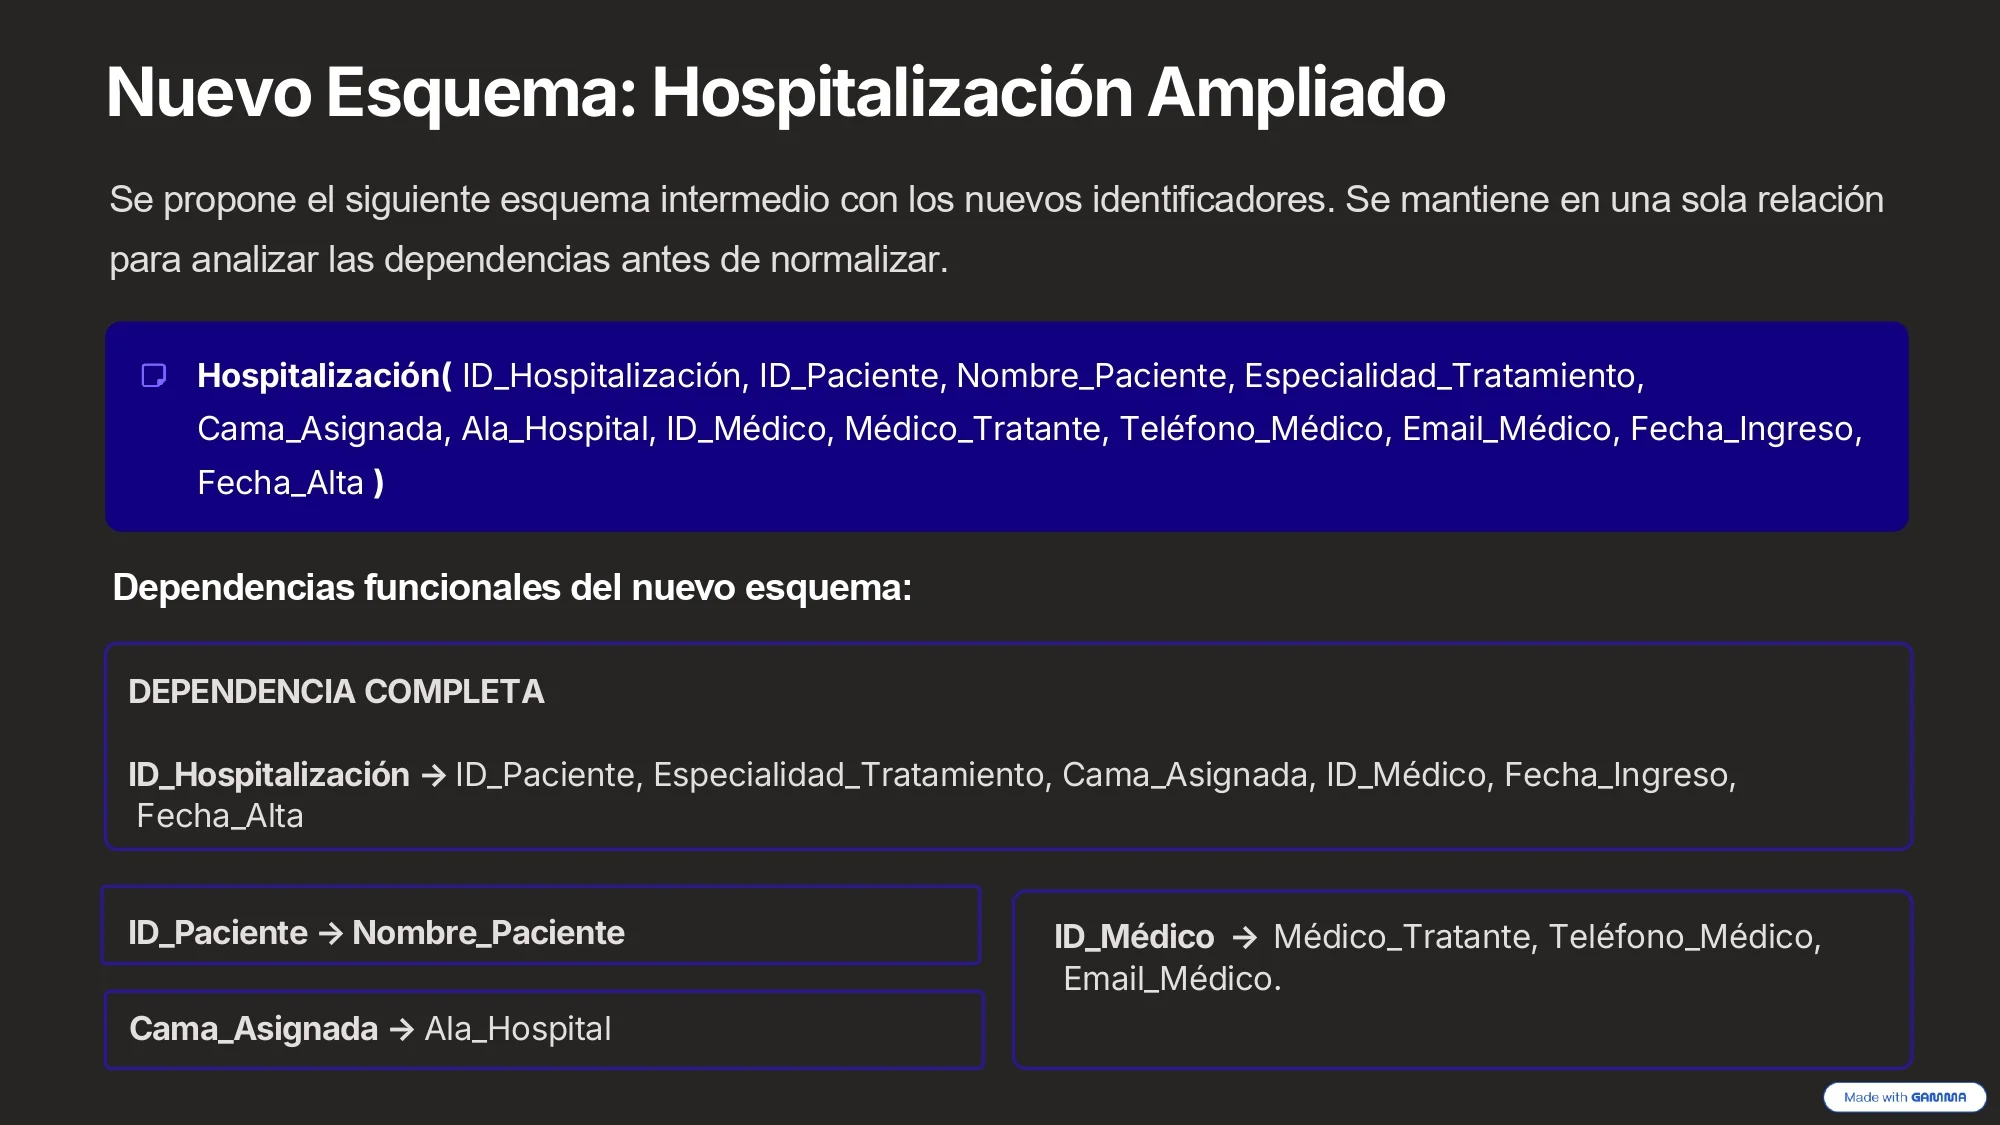 Nuevo Esquema: Hospitalización Ampliado
Se propone el siguiente esquema intermedio con los nuevos identificadores. Se mantiene en una sola relación
para analizar las dependencias antes de normalizar.
Hospitalización( ID_Hospitalización, ID_Paciente, Nombre_Paciente, Especialidad_Tratamiento,
Cama_Asignada, Ala_Hospital, ID_Médico, Médico_Tratante, Teléfono_Médico, Email_Médico, Fecha_Ingreso,
Fecha_Alta )
Dependencias funcionales del nuevo esquema:
DEPENDENCIA COMPLETA
ID_Hospitalización → ID_Paciente, Especialidad_Tratamiento, Cama_Asignada, ID_Médico, Fecha_Ingreso,
Fecha_Alta
ID_Paciente → Nombre_Paciente
Cama_Asignada → Ala_Hospital
ID_Médico → Médico_Tratante, Teléfono_Médico,
Email_Médico.
Made with GAMMA